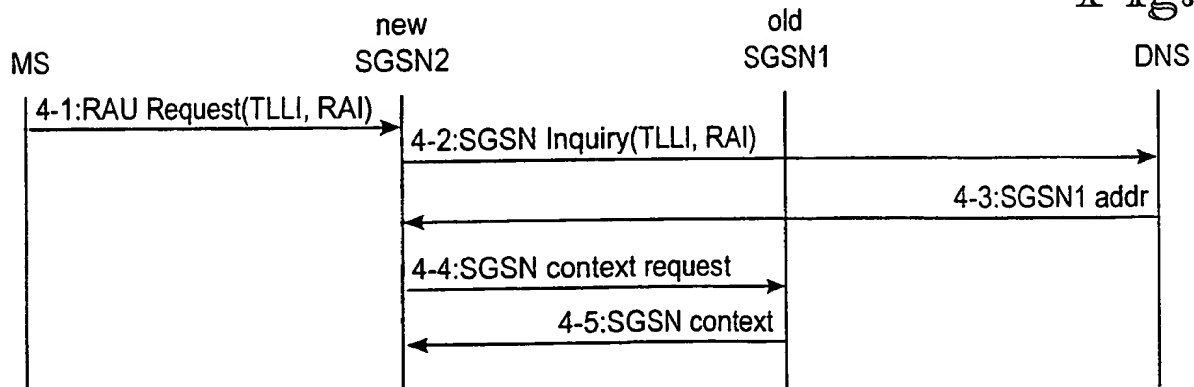 Fig.
new
old
MS
SGSN2
SGSN1
DNS
4-1:RAU Request(TLLI, RAI)
4-2:SGSN Inquiry(TLLI, RAI)
4-3:SGSN1 addr
4-4:SGSN context request
4-5:SGSN context